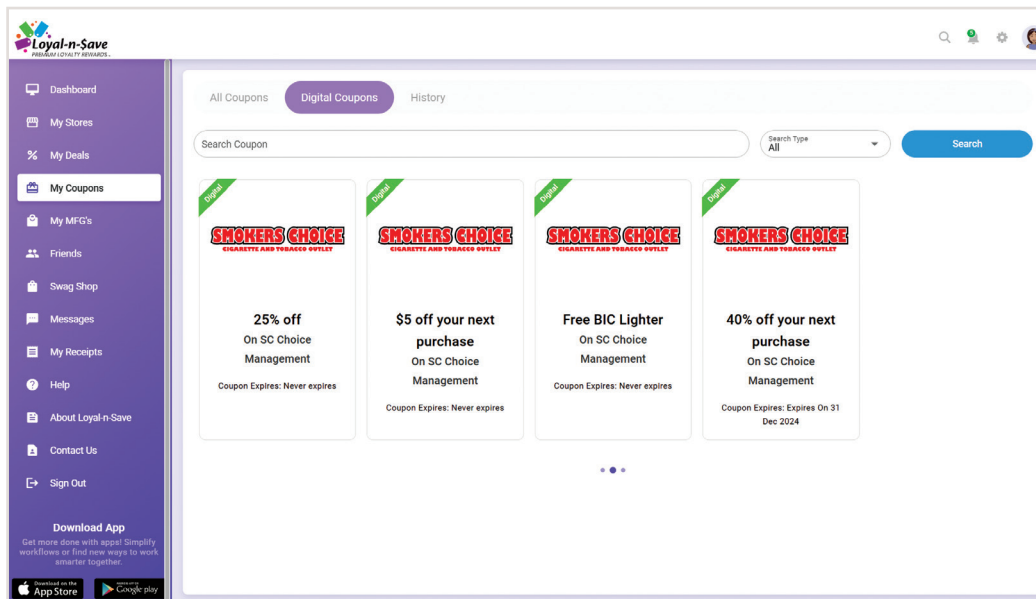 Loyal-n-$ave
PREMIUM LOYALTY REWARDS
5
Dashboard
My Stores
My Deals
My Coupons
My MFG's
Friends
Swag Shop
Messages
My Receipts
Help
About Loyal-n-Save
Contact Us
Sign Out
Download App
Get more done with apps! Simplify
workflows or find new ways to work
smarter together.
Download on the
App Store
Google play
All Coupons
Digital Coupons
History
Search Coupon
Search Type
All
Search
Digital
SMOKERS CHOICE
CIGARETTE AND TOBACCO OUTLET
25% off
On SC Choice
Management
Coupon Expires: Never expires
Digital
SMOKERS CHOICE
CIGARETTE AND TOBACCO OUTLET
$5 off your next
purchase
On SC Choice
Management
Coupon Expires: Never expires
Digital
SMOKERS CHOICE
CIGARETTE AND TOBACCO OUTLET
Free BIC Lighter
On SC Choice
Management
Coupon Expires: Never expires
Digital
SMOKERS CHOICE
CIGARETTE AND TOBACCO OUTLET
40% off your next
purchase
On SC Choice
Management
Coupon Expires: Expires On 31
Dec 2024